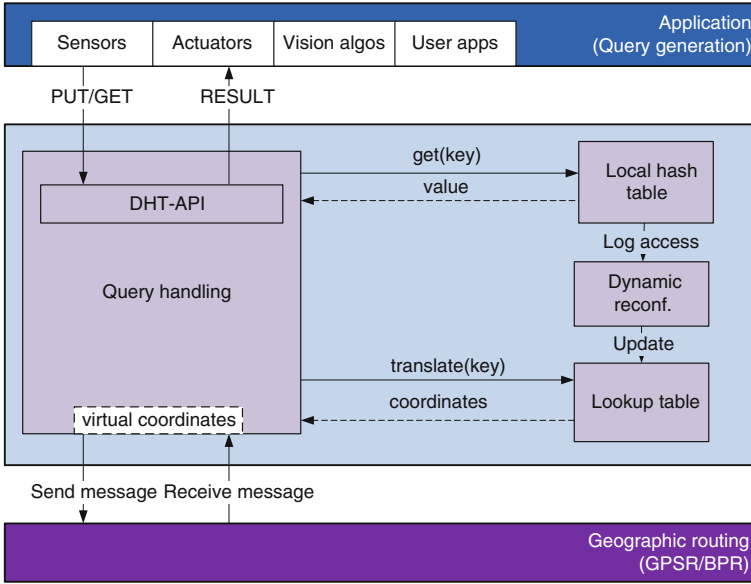 Application
(Query generation)
Sensors
Actuators
Vision algos
User apps
PUT/GET
RESULT
DHT-API
Query handling
get(key)
value
Local hash
table
Log access
Dynamic
reconf.
Update
translate(key)
coordinates
Lookup table
virtual coordinates
Send message
Receive message
Geographic routing
(GPSR/BPR)